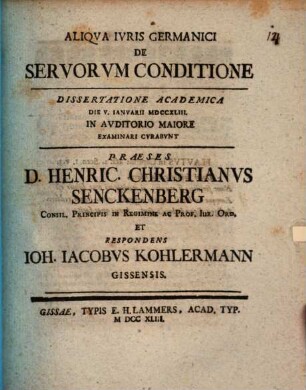 ALIQVA IVRIS GERMANICI
DE
SERVORVM CONDITIONE
DISSERTATIONE ACADEMICA
DIE V. IANVARII MDCCXLIII.
IN AVDITORIO MAIORE
EXAMINARI CVRABVNT
PRAESES
D. HENRIC. CHRISTIANVS
SENCKENBERG
CONSIL. PRINCIPIS IN REGIMINE AC PROF. IUR. ORD.
ET
RESPONDENS
IOH. IACOBVS KOHLERMANN
GISSENSIS.
GISSAE, TYPIS E. H. LAMMERS, ACAD. TYP.
M DCC XLIII.